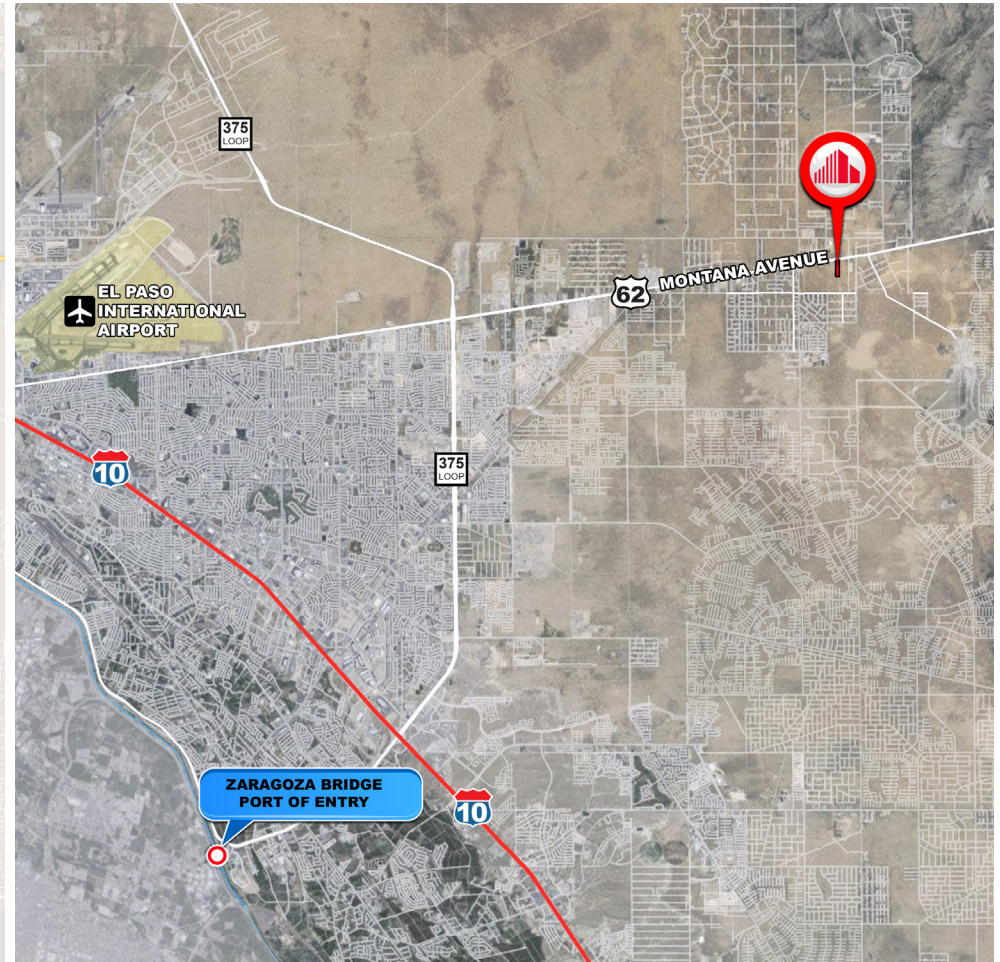 375
LOOP
62
MONTANA AVENUE
EL PASO
INTERNATIONAL
AIRPORT
10
375
LOOP
ZARAGOZA BRIDGE
PORT OF ENTRY
10